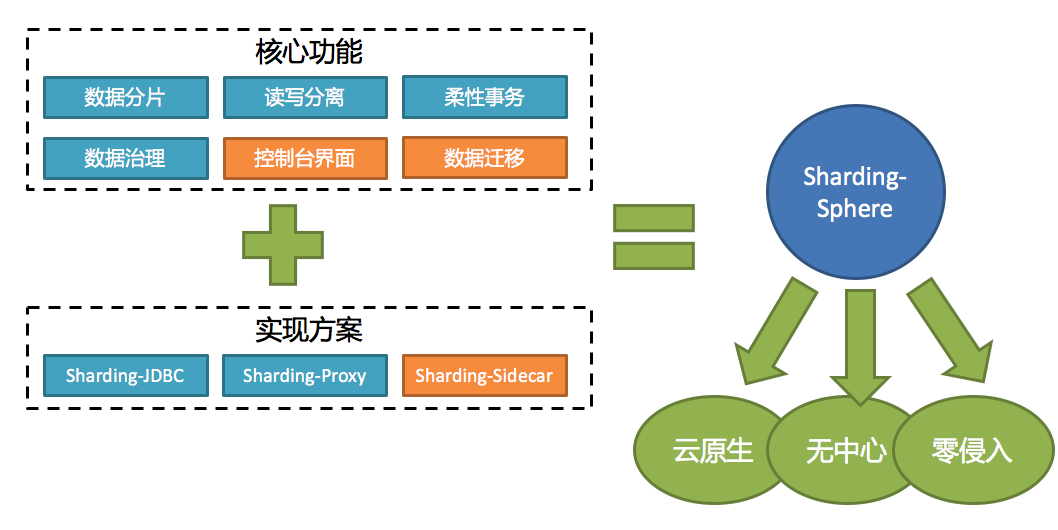 核心功能
数据分片
读写分离
柔性事务
数据治理
控制台界面
数据迁移
实现方案
Sharding-JDBC
Sharding-Proxy
Sharding-Sidecar
Sharding-
Sphere
云原生
无中心
零侵入